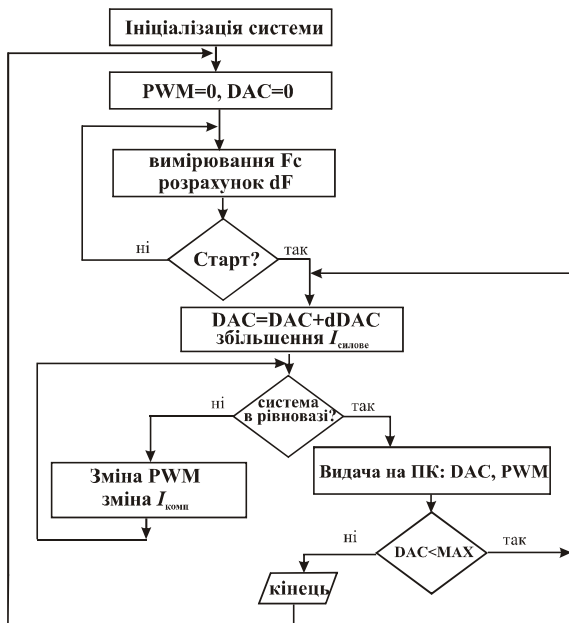 Ініціалізація системи
PWM=0, DAC=0
вимірювання Fc
розрахунок dF
ні
Старт?
так
DAC=DAC+dDAC
збільшення Iсилове
ні
система
в рівновазі?
так
Зміна PWM
зміна Iкомп
Видача на ПК: DAC, PWM
ні
DAC<MAX
так
кінець